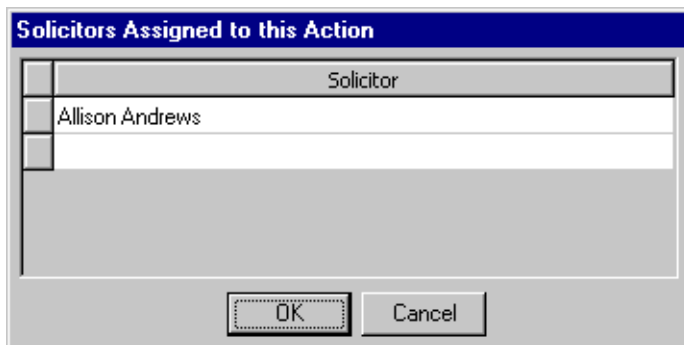 Solicitors Assigned to this Action
Solicitor
Allison Andrews
OK Cancel